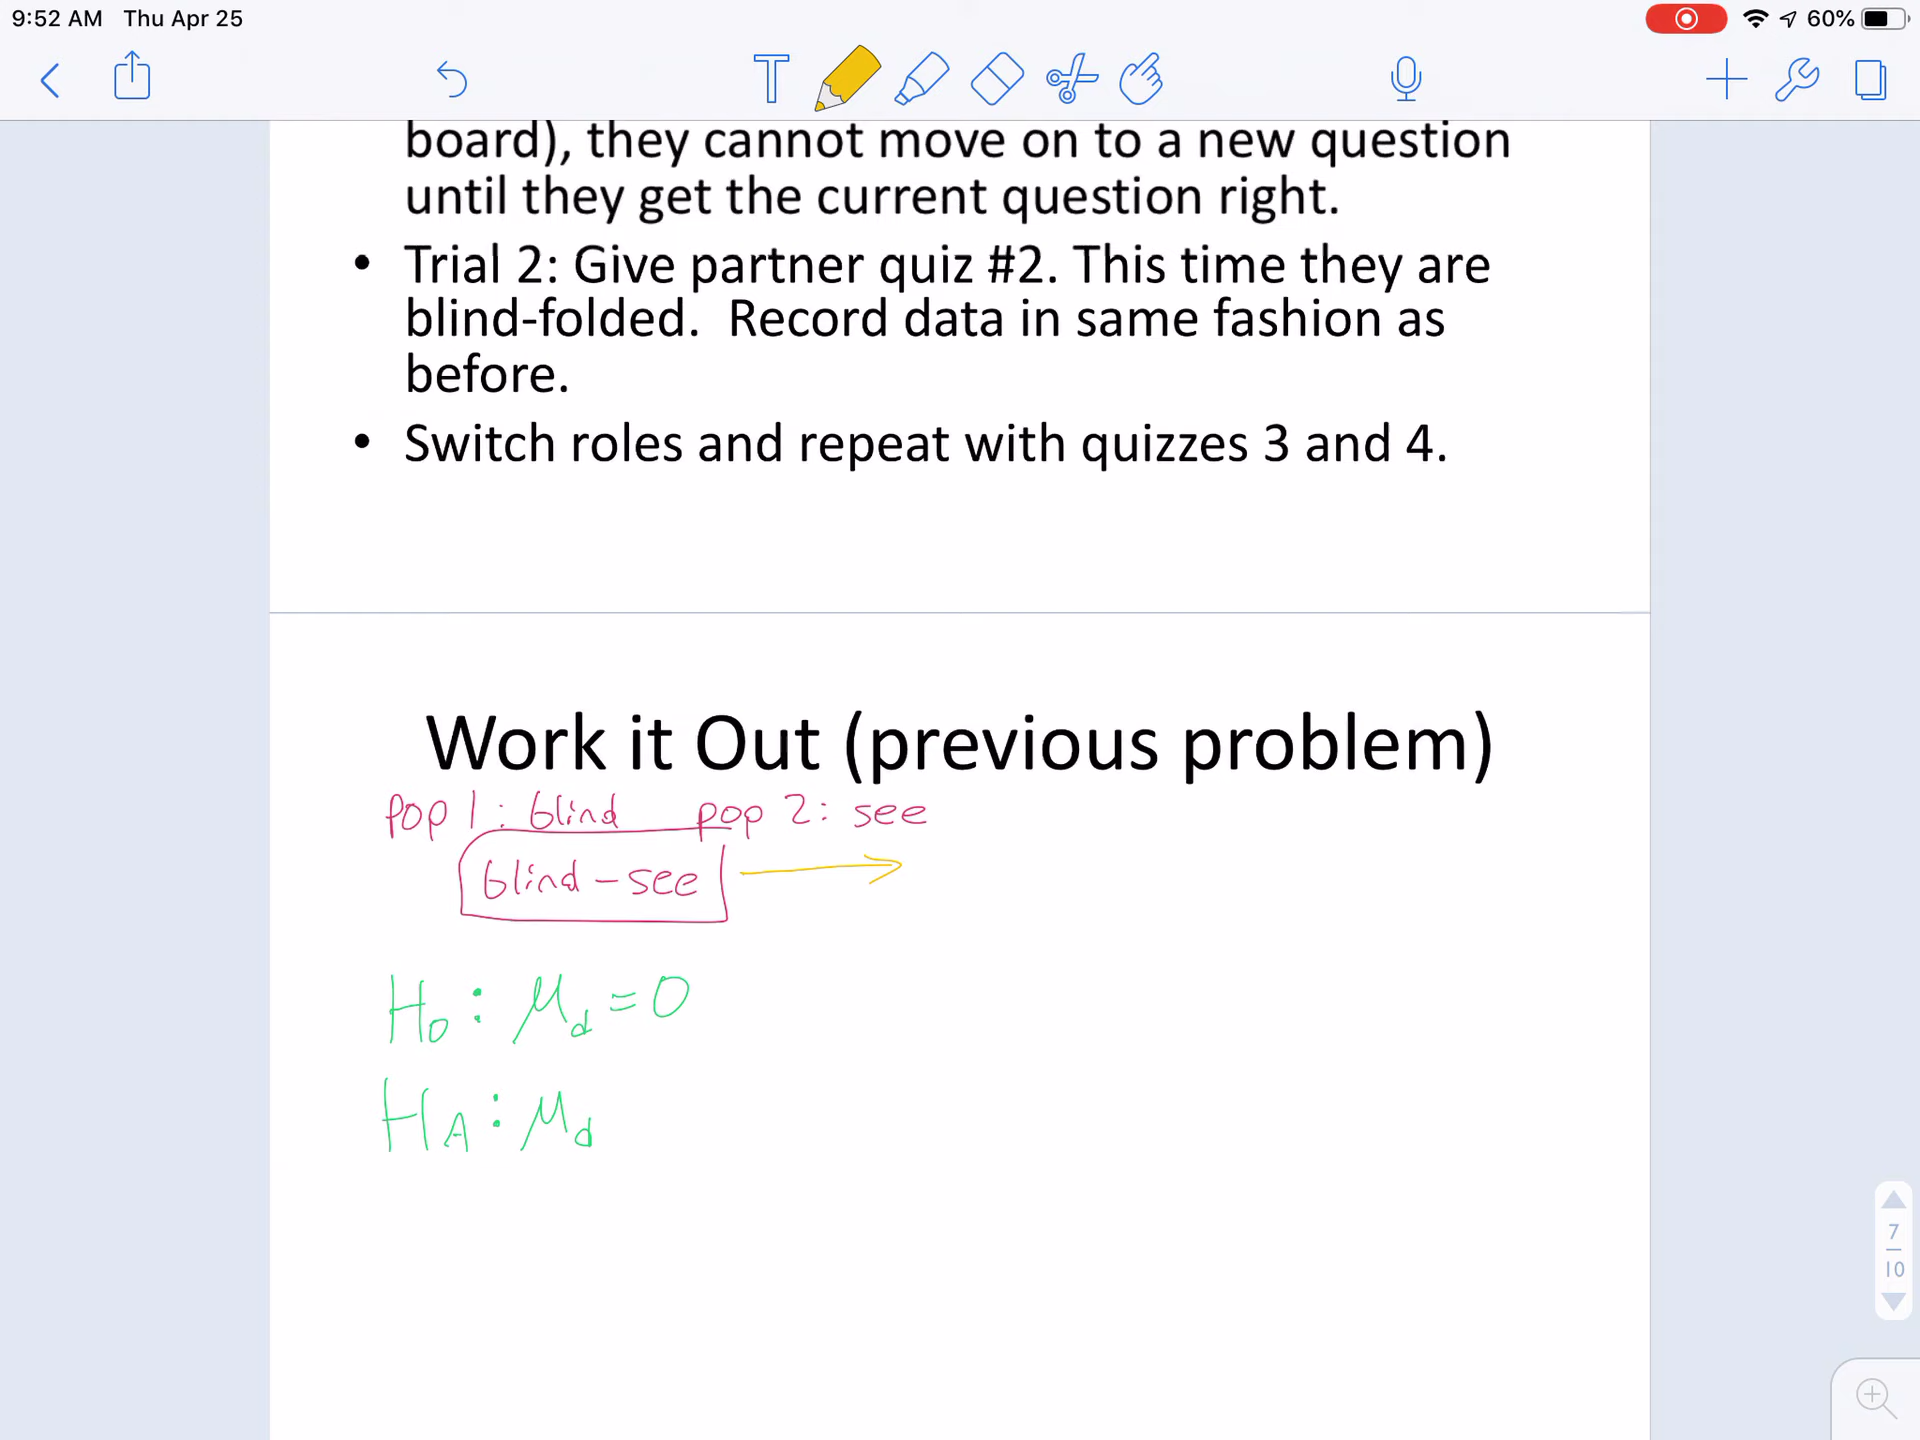 9:52 AM Thu Apr 25 60%
T
board), they cannot move on to a new question
until they get the current question right.
• Trial 2: Give partner quiz #2. This time they are
blind-folded. Record data in same fashion as
before.
• Switch roles and repeat with quizzes 3 and 4.
Work it Out (previous problem)
pop 1: blind pop 2: see
blind - see
H₀: μ_d = 0
H_A: μ_d
7
10